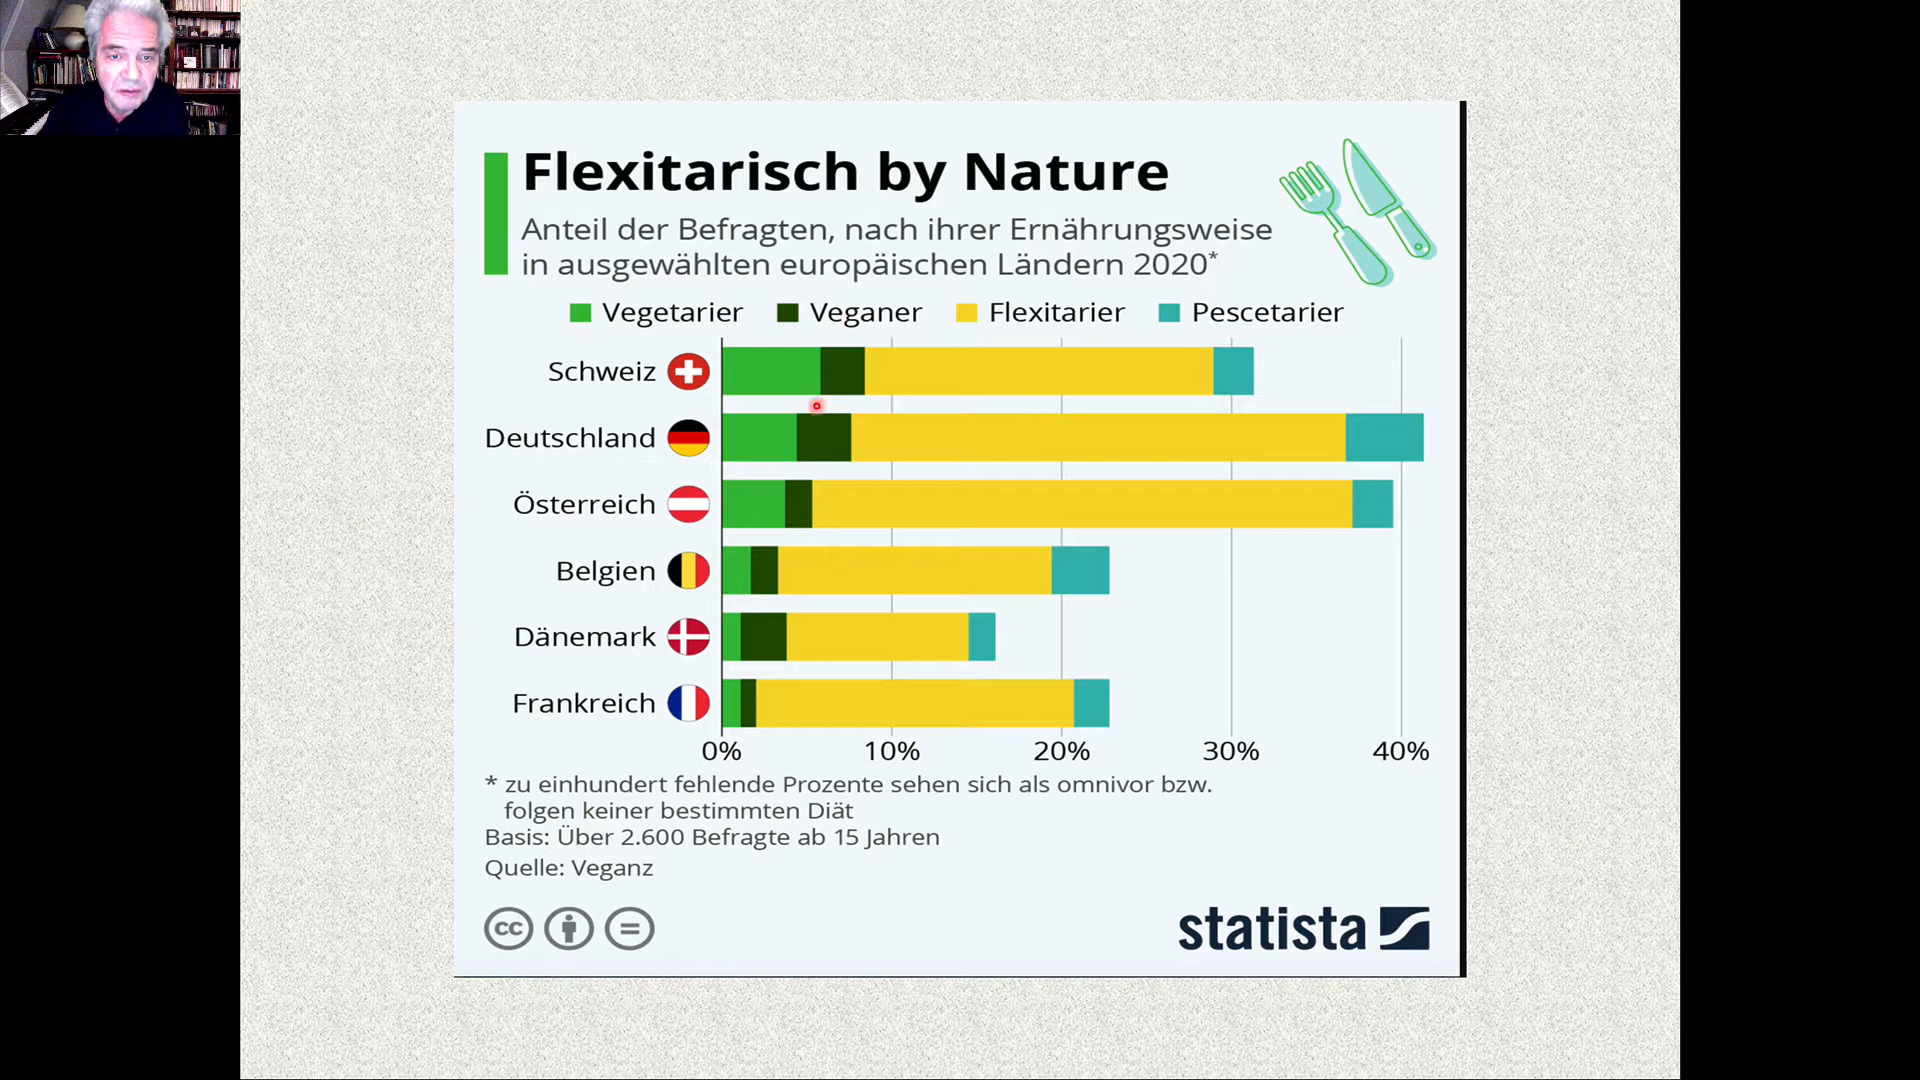 Flexitarisch by Nature
Anteil der Befragten, nach ihrer Ernährungsweise
in ausgewählten europäischen Ländern 2020*
Vegetarier Veganer Flexitarier Pescetarier
Schweiz
Deutschland
Österreich
Belgien
Dänemark
Frankreich
0% 10% 20% 30% 40%
* zu einhundert fehlende Prozente sehen sich als omnivor bzw.
folgen keiner bestimmten Diät
Basis: Über 2.600 Befragte ab 15 Jahren
Quelle: Veganz
cc =
statista